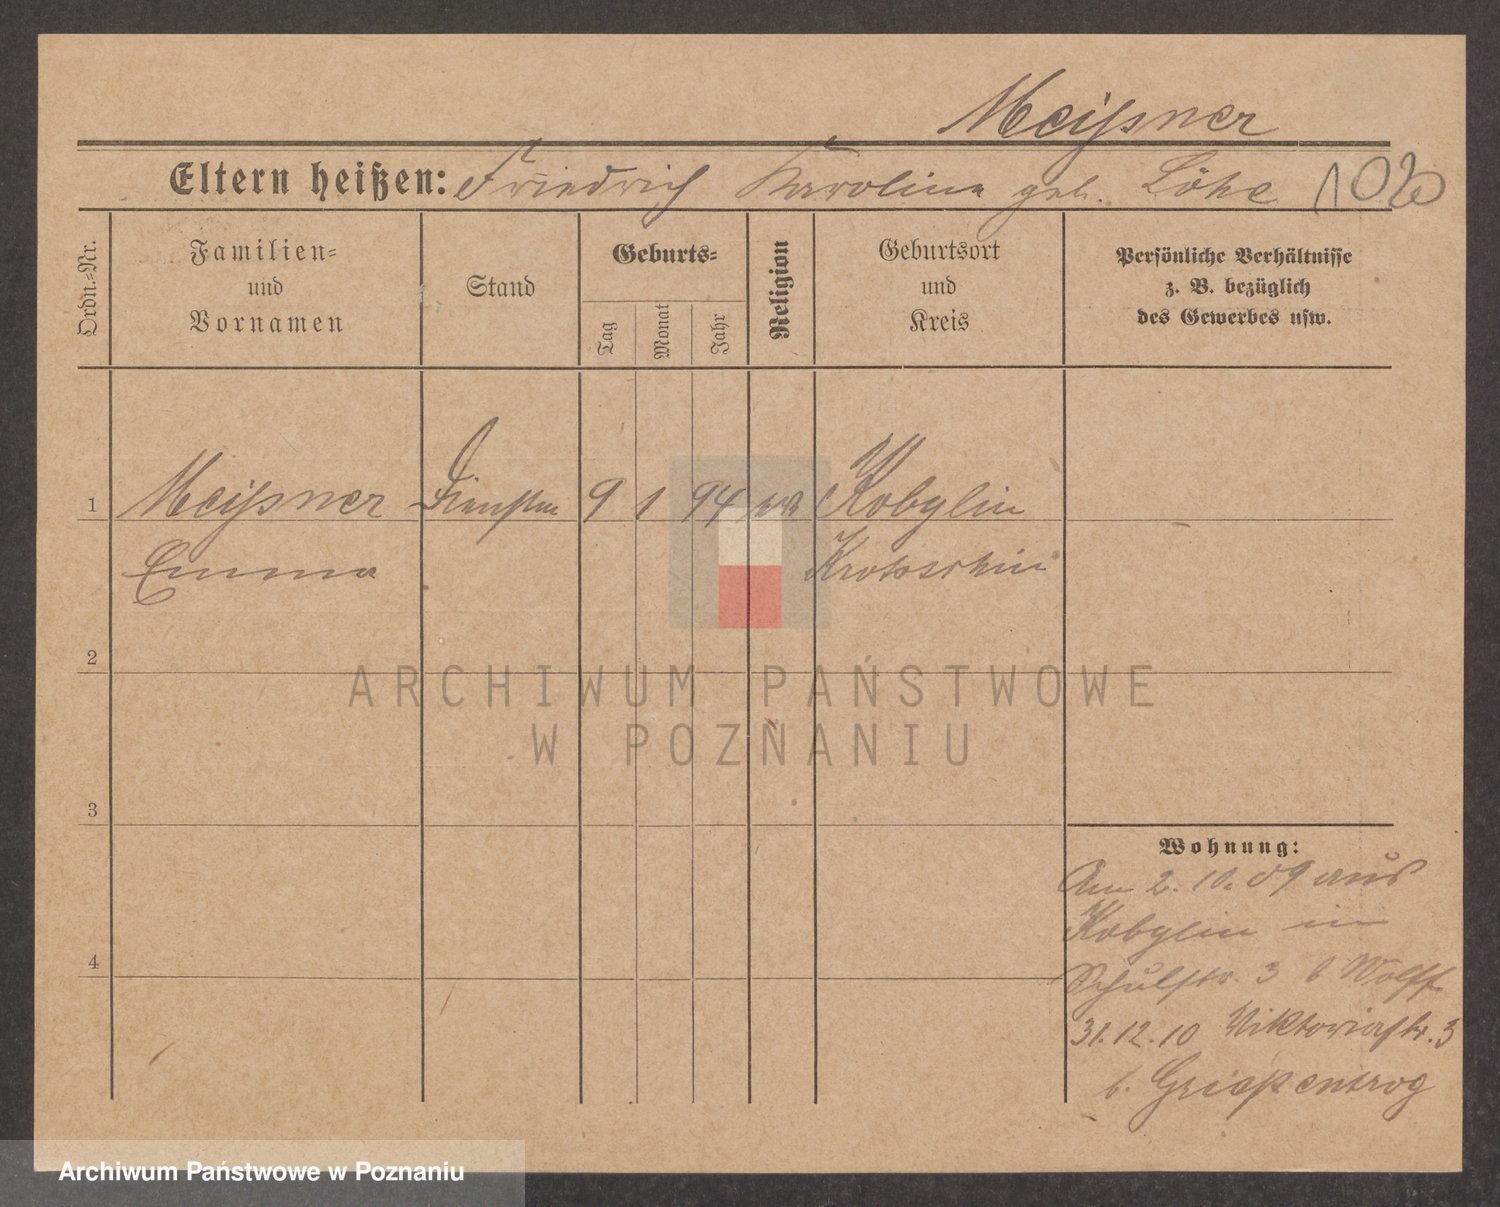 Meißner
Eltern heißen: Friedrich Karoline geb. Löhe 1020
Ordn.-Nr.
Familien-
und
Vornamen
Stand
Geburts-
Tag
Monat
Jahr
Religion
Geburtsort
und
Kreis
Persönliche Verhältnisse
z. B. bezüglich
des Gewerbes usw.
1 Meißner 9 1 94 Kobylin
Emma Krotoschin
2
3
Wohnung:
Am 2. 10. 09 aus
Kobylin in
4
Schulstr. 3 b Wolff
31.12.10 Viktoriastr. 3
b. Grießentrog
ARCHIWUM PAŃSTWOWE
W POZNANIU
Archiwum Państwowe w Poznaniu